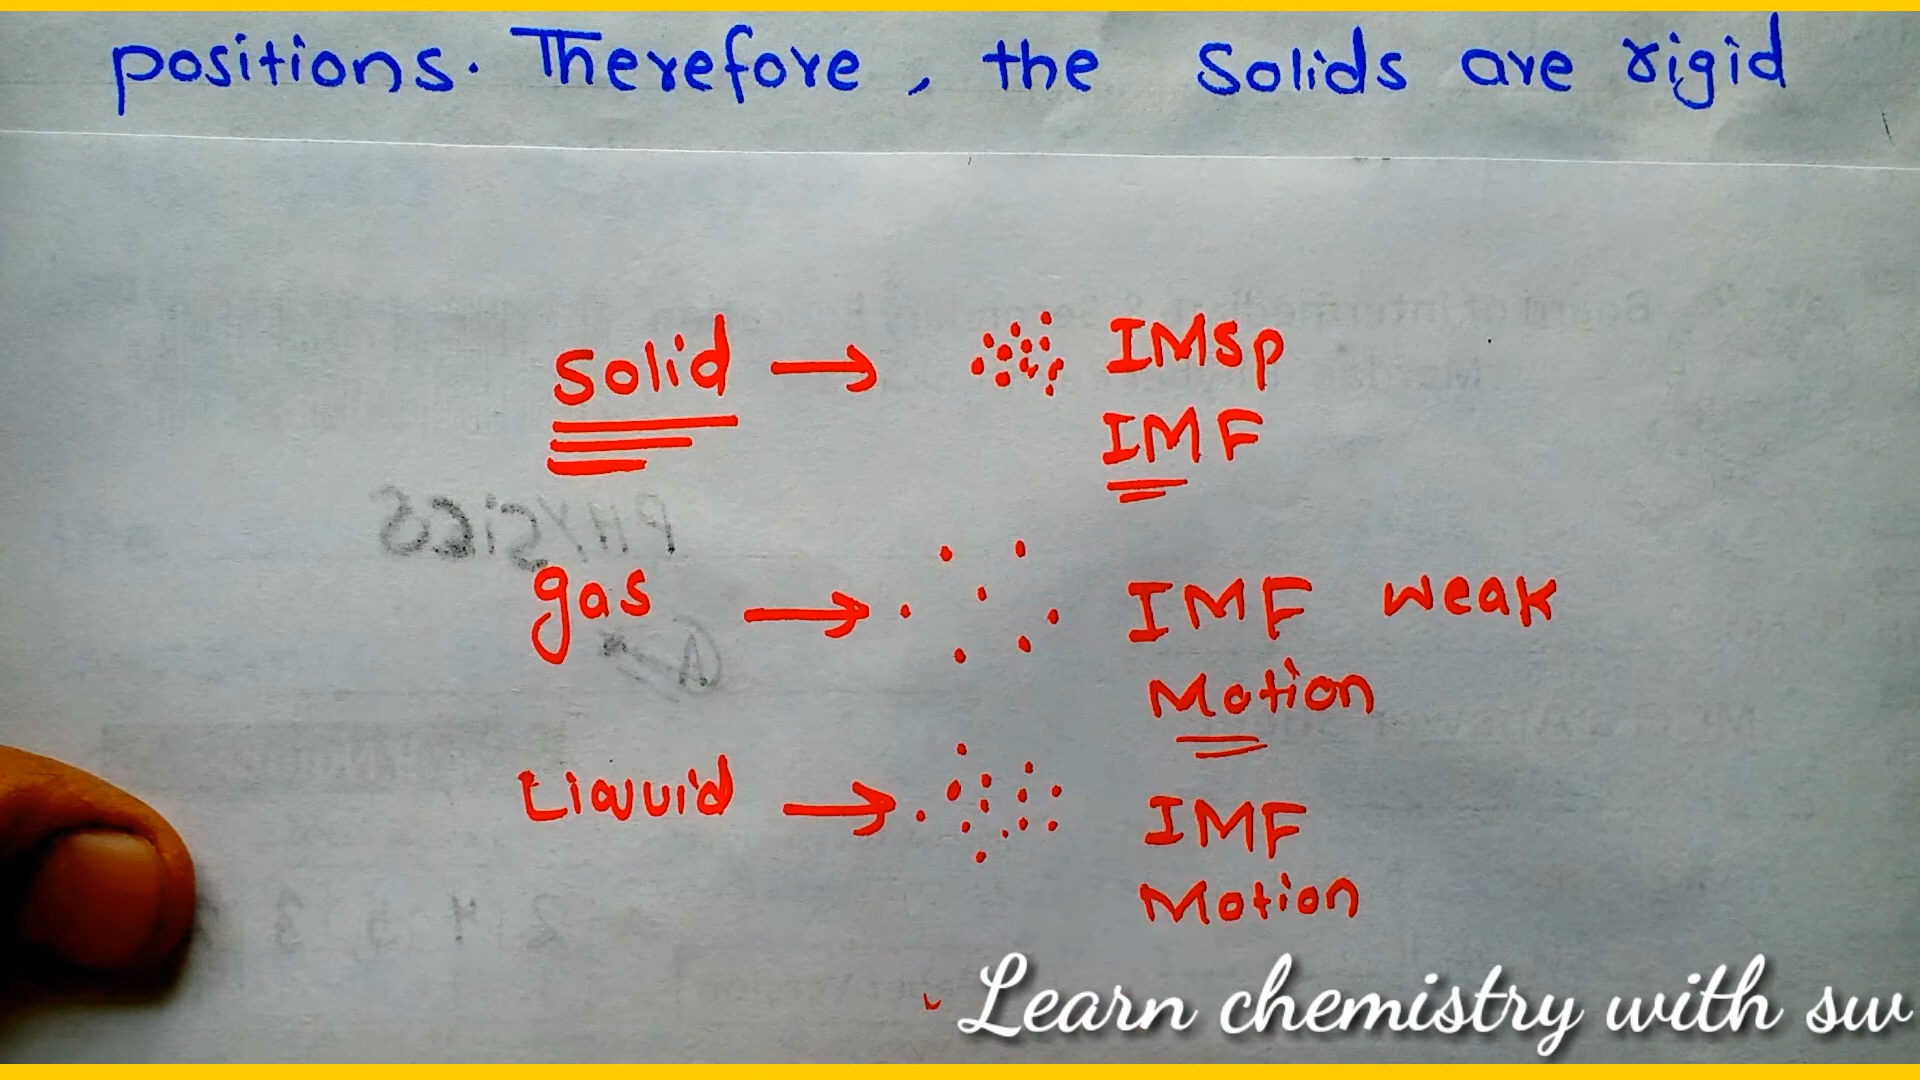 positions. Therefore, the Solids are rigid
Solid → IMSP
IMF
PHYSICS
gas → IMF weak
Motion
Liquid → IMF
Motion
Learn chemistry with sw